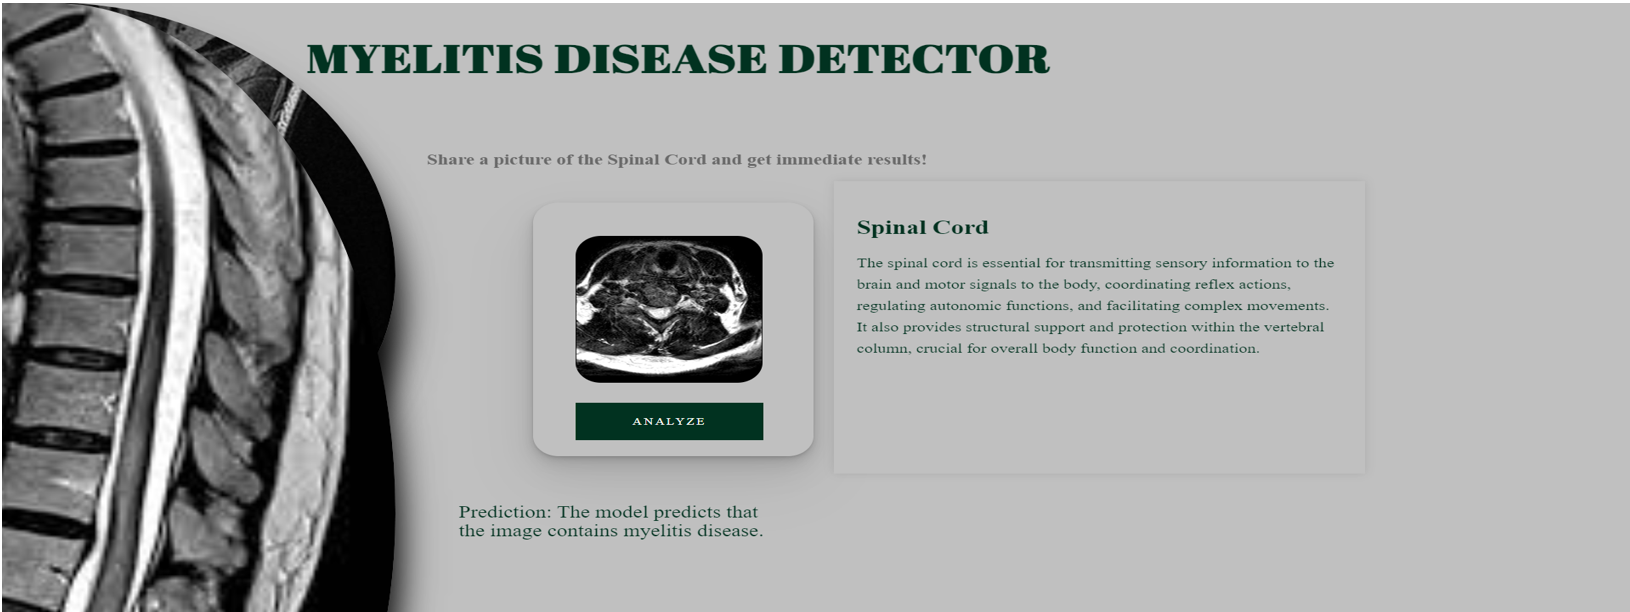 MYELITIS DISEASE DETECTOR
Share a picture of the Spinal Cord and get immediate results!
ANALYZE
Spinal Cord
The spinal cord is essential for transmitting sensory information to the
brain and motor signals to the body, coordinating reflex actions,
regulating autonomic functions, and facilitating complex movements.
It also provides structural support and protection within the vertebral
column, crucial for overall body function and coordination.
Prediction: The model predicts that
the image contains myelitis disease.